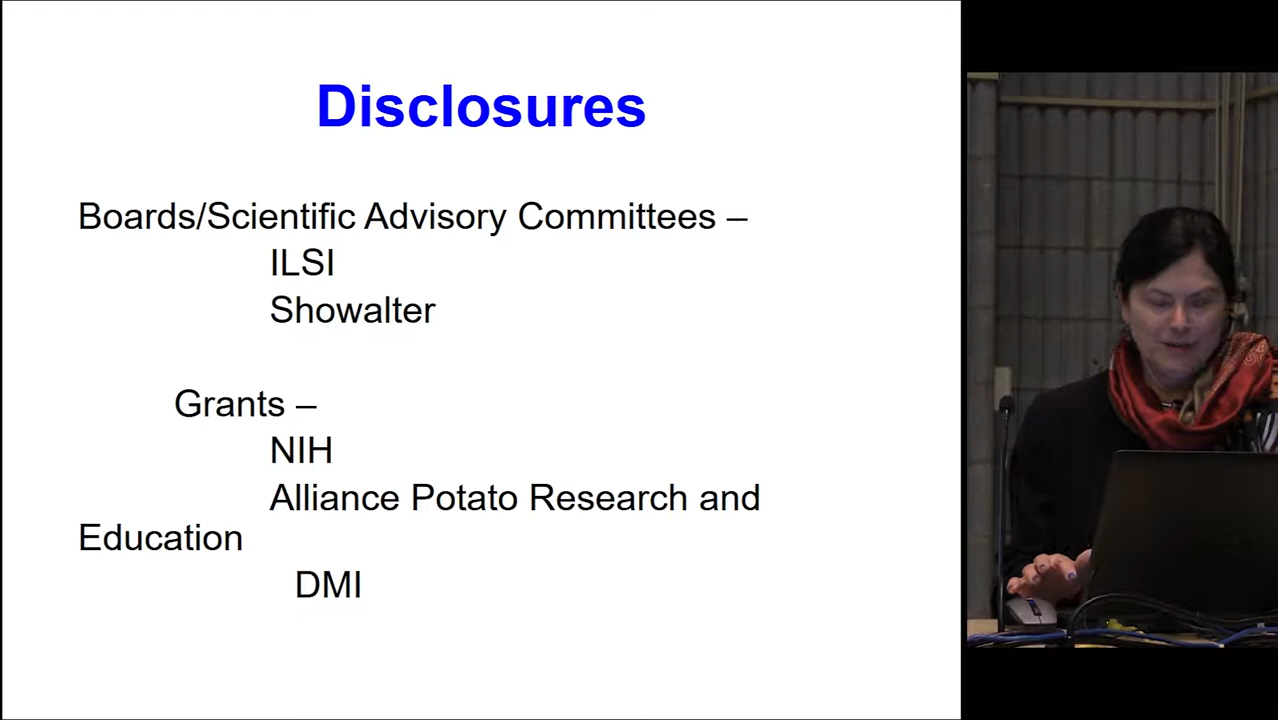 Disclosures
Boards/Scientific Advisory Committees –
ILSI
Showalter
Grants –
NIH
Alliance Potato Research and
Education
DMI